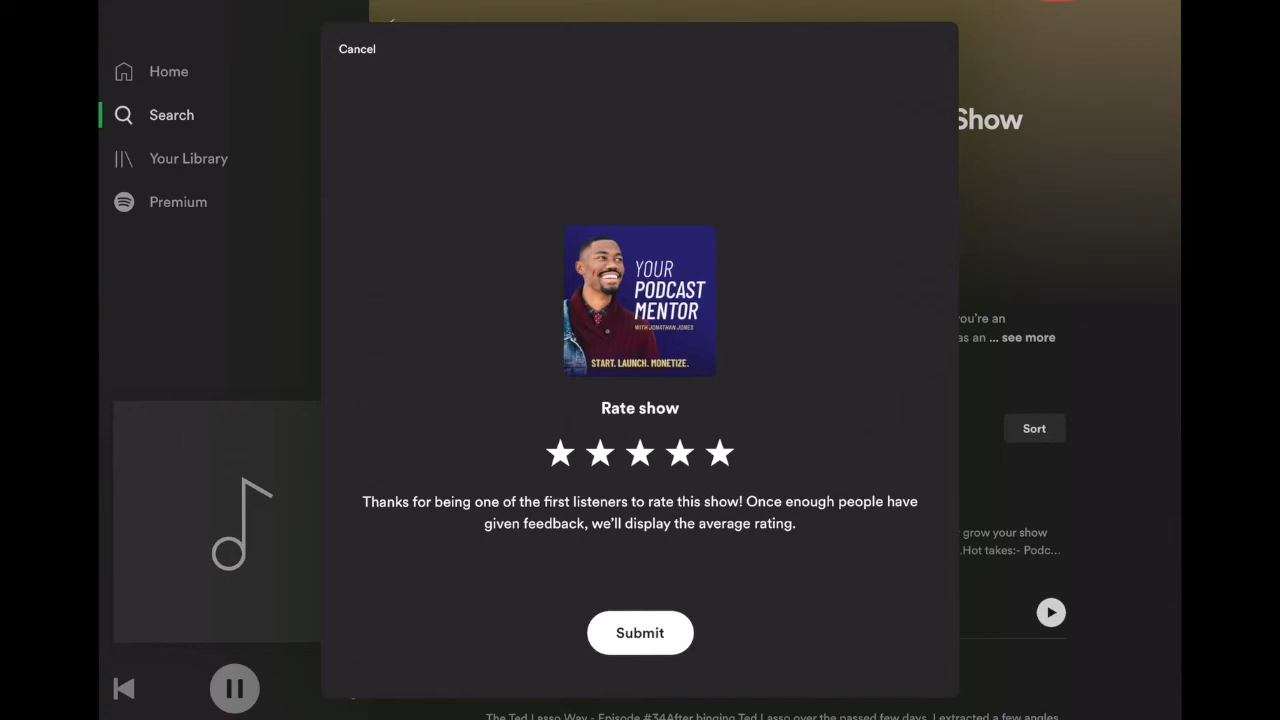 Cancel
Home
Search
Your Library
Premium
Show
YOUR
PODCAST
MENTOR
WITH JONATHAN JONES
START. LAUNCH. MONETIZE.
Rate show
Thanks for being one of the first listeners to rate this show! Once enough people have
given feedback, we'll display the average rating.
Submit
you're an
as an ... see more
Sort
grow your show
.Hot takes:- Podc...
The Ted Lasso Way - Episode #34After binging Ted Lasso over the passed few days, I extracted a few angles